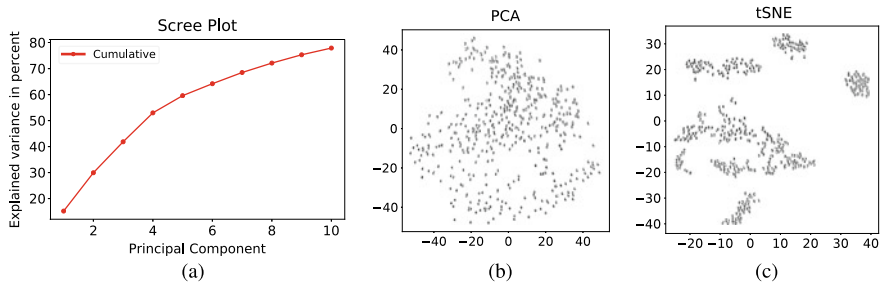 Scree Plot
Cumulative
Explained variance in percent
80
70
60
50
40
30
20
2 4 6 8 10
Principal Component
(a)
PCA
40
20
0
−20
−40
−40 −20 0 20 40
(b)
tSNE
30
20
10
0
−10
−20
−30
−40
−20 −10 0 10 20 30 40
(c)